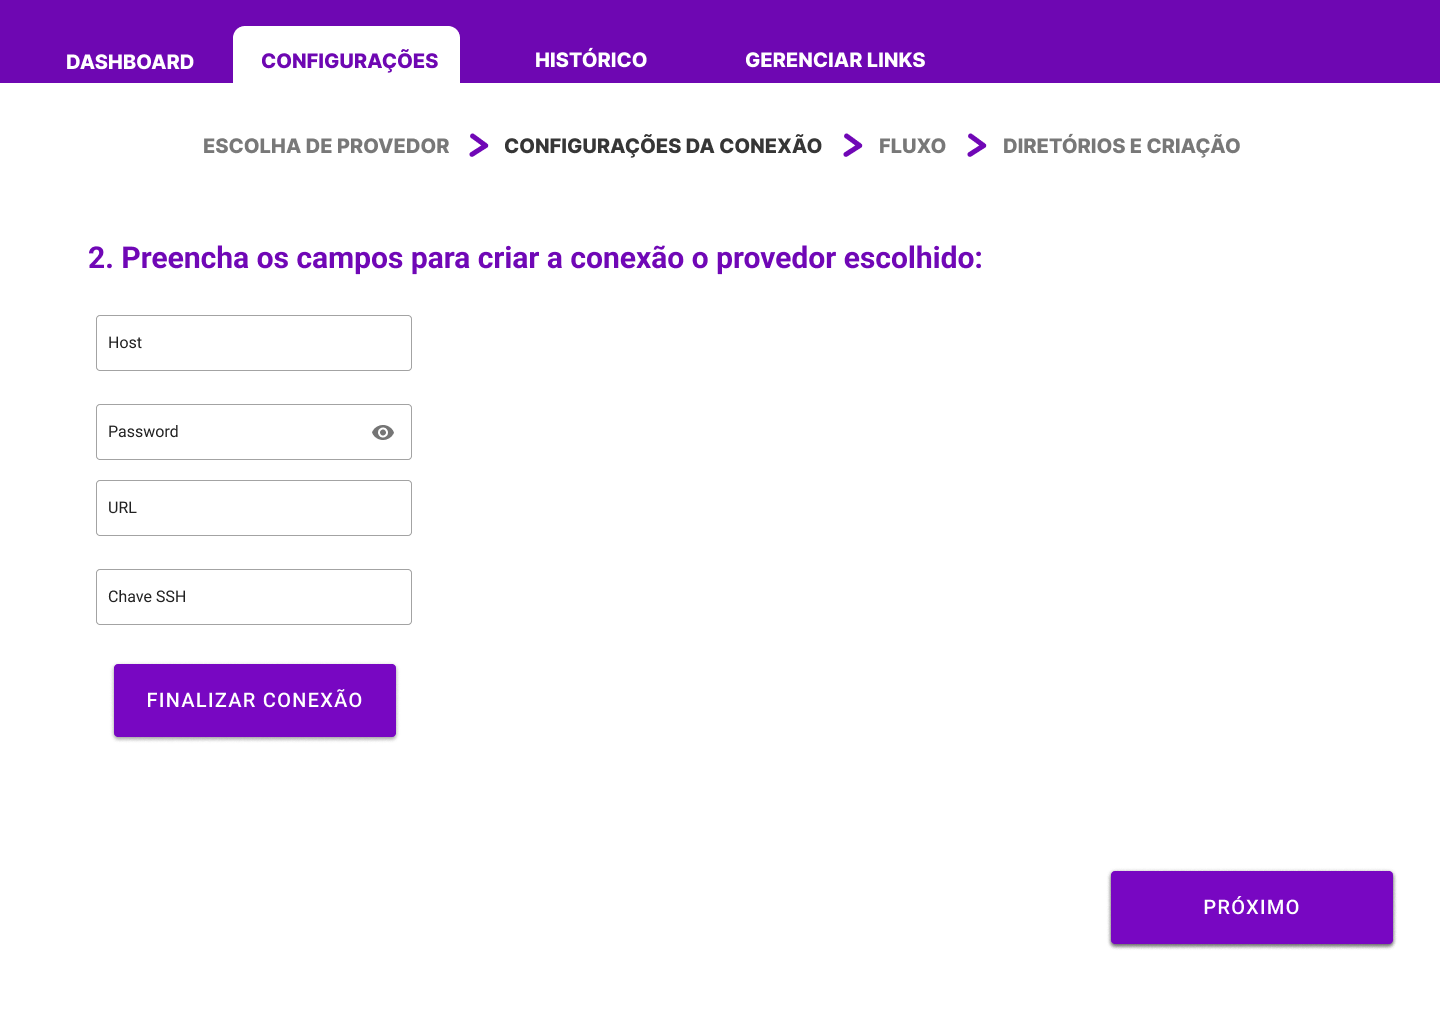 DASHBOARD CONFIGURAÇÕES HISTÓRICO GERENCIAR LINKS
ESCOLHA DE PROVEDOR CONFIGURAÇÕES DA CONEXÃO FLUXO DIRETÓRIOS E CRIAÇÃO
2. Preencha os campos para criar a conexão o provedor escolhido:
Host
Password
URL
Chave SSH
FINALIZAR CONEXÃO
PRÓXIMO